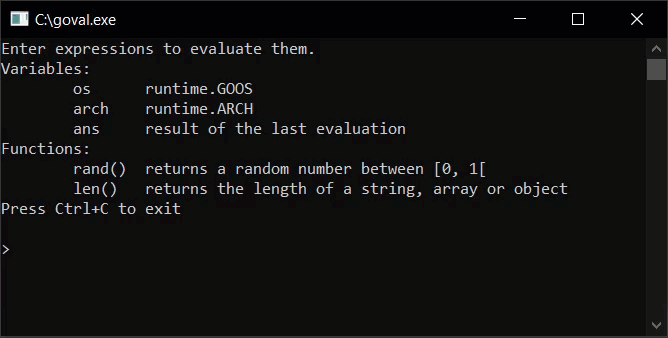 C:\goval.exe
Enter expressions to evaluate them.
Variables:
os runtime.GOOS
arch runtime.ARCH
ans result of the last evaluation
Functions:
rand() returns a random number between [0, 1[
len() returns the length of a string, array or object
Press Ctrl+C to exit
>